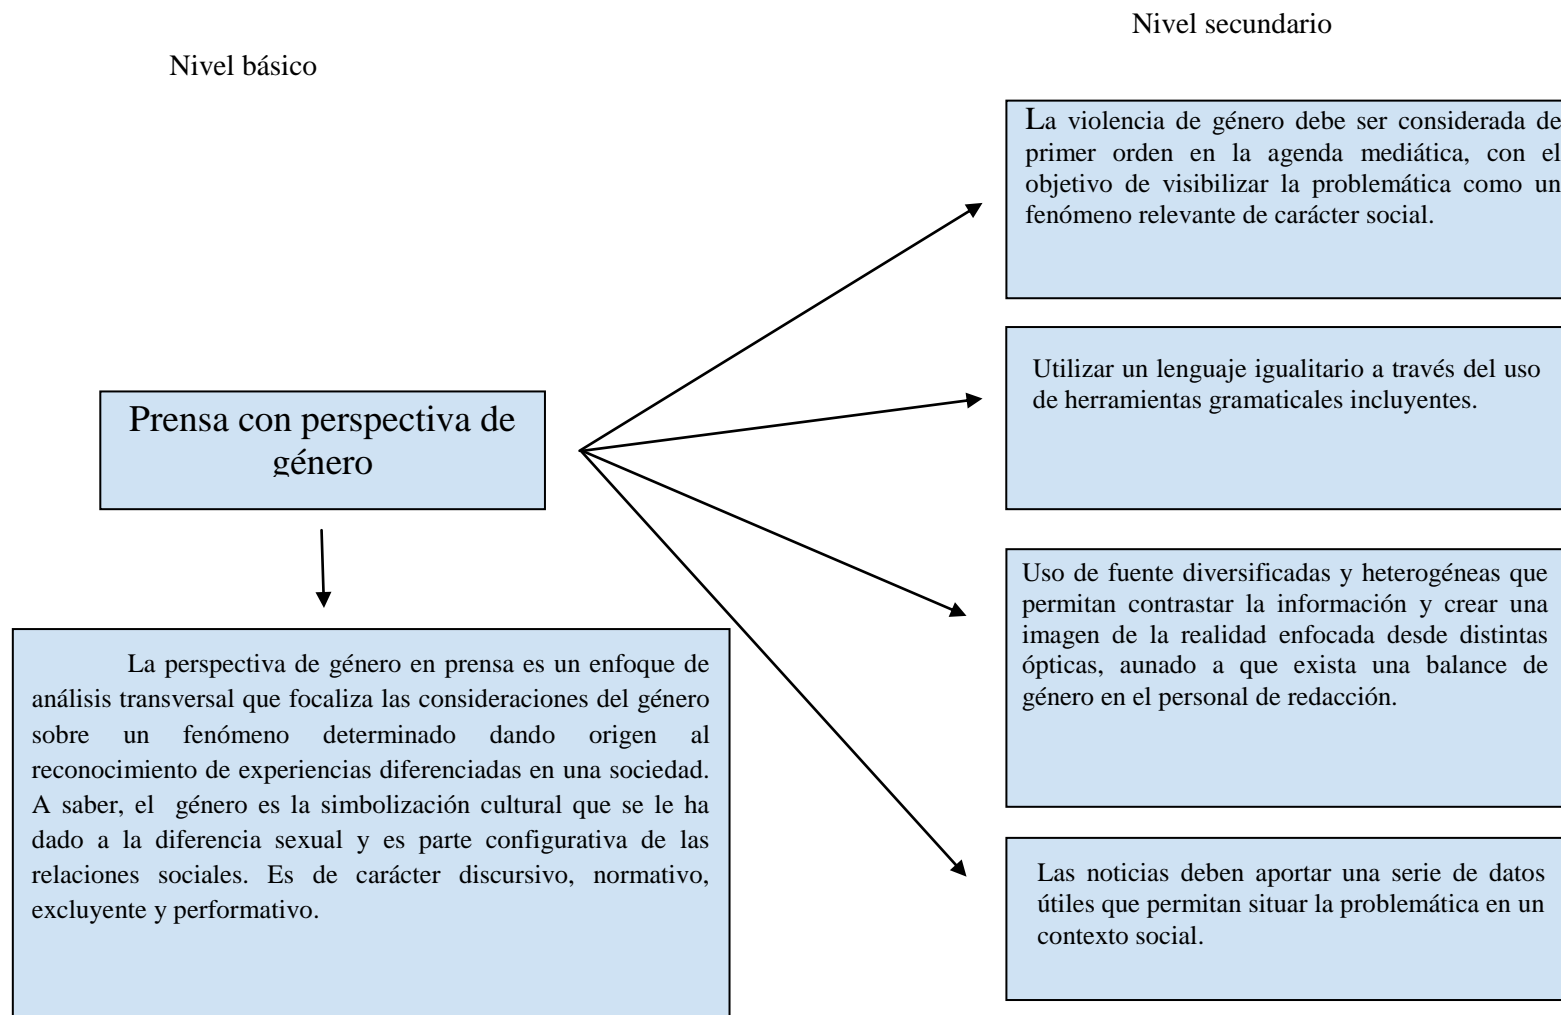 Nivel secundario
Nivel básico
La violencia de género debe ser considerada de
primer orden en la agenda mediática, con el
objetivo de visibilizar la problemática como un
fenómeno relevante de carácter social.
Utilizar un lenguaje igualitario a través del uso
de herramientas gramaticales incluyentes.
Prensa con perspectiva de
género
Uso de fuente diversificadas y heterogéneas que
permitan contrastar la información y crear una
imagen de la realidad enfocada desde distintas
ópticas, aunado a que exista una balance de
género en el personal de redacción.
La perspectiva de género en prensa es un enfoque de
análisis transversal que focaliza las consideraciones del género
sobre un fenómeno determinado dando origen al
reconocimiento de experiencias diferenciadas en una sociedad.
A saber, el género es la simbolización cultural que se le ha
dado a la diferencia sexual y es parte configurativa de las
relaciones sociales. Es de carácter discursivo, normativo,
excluyente y performativo.
Las noticias deben aportar una serie de datos
útiles que permitan situar la problemática en un
contexto social.